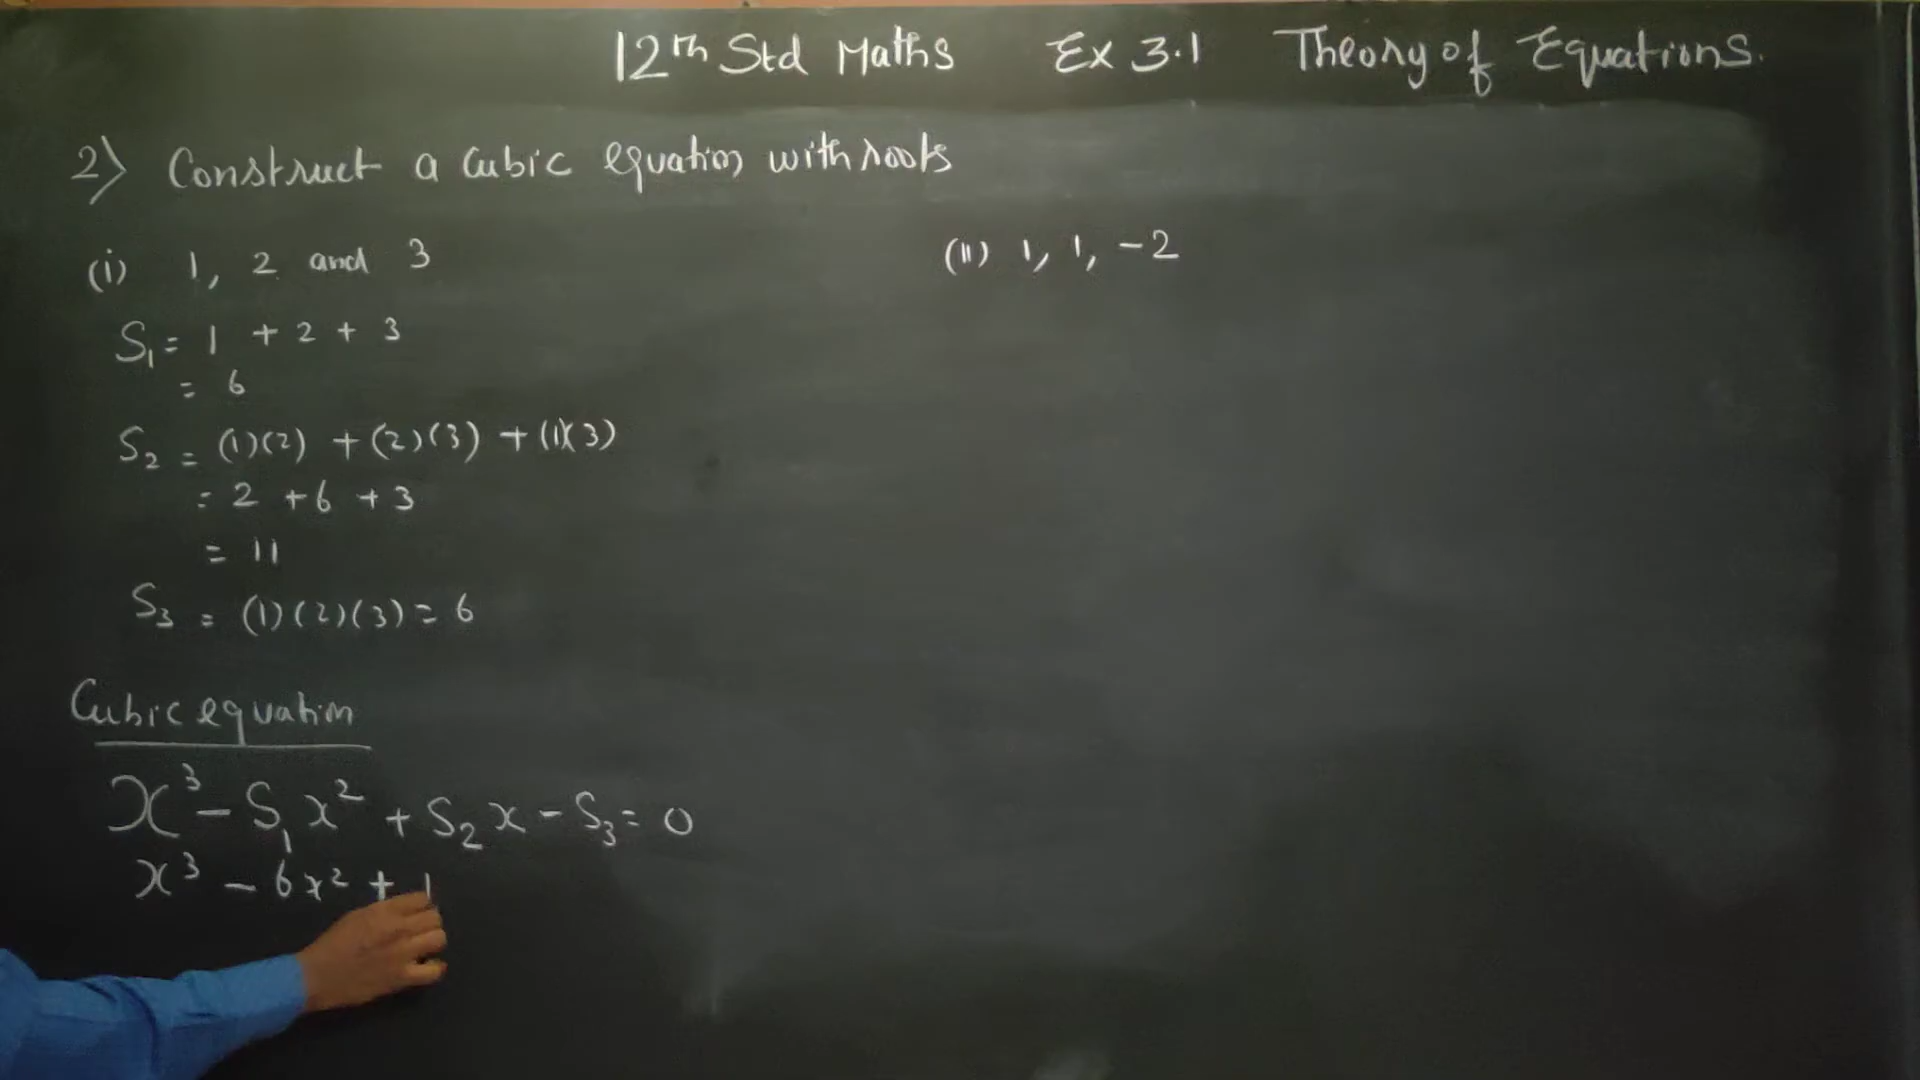 12th Std Maths Ex 3.1 Theory of Equations.
2) Construct a cubic equation with roots
(i) 1, 2 and 3
S₁ = 1 + 2 + 3
= 6
S₂ = (1)(2) + (2)(3) + (1)(3)
= 2 + 6 + 3
= 11
S₃ = (1)(2)(3) = 6
Cubic equation
x³ - S₁x² + S₂x - S₃ = 0
x³ - 6x² + 1
(ii) 1, 1, -2